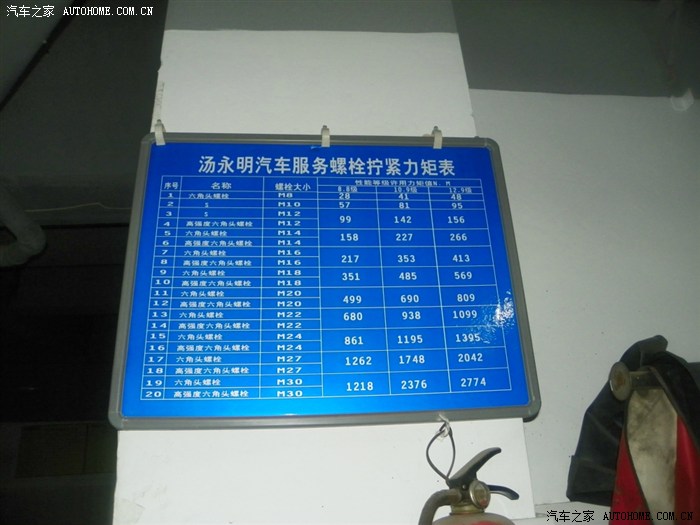 汽车之家 AUTOHOME.COM.CN
汤永明汽车服务螺栓拧紧力矩表
序号 名称 螺栓大小 性能等级许用力矩值N.M
8.8级 10.9级 12.9级
1 六角头螺栓 M8 28 41 48
2 s M10 57 81 95
3 s M12
4 高强度六角头螺栓 M12 99 142 156
5 六角头螺栓 M14
6 高强度六角头螺栓 M14 158 227 266
7 六角头螺栓 M16
8 高强度六角头螺栓 M16 217 353 413
9 六角头螺栓 M18
10 高强度六角头螺栓 M18 351 485 569
11 六角头螺栓 M20
12 高强度六角头螺栓 M20 499 690 809
13 六角头螺栓 M22 680 938 1099
14 高强度六角头螺栓 M22
15 六角头螺栓 M24
16 高强度六角头螺栓 M24 861 1195 1395
17 六角头螺栓 M27 1262 1748 2042
18 高强度六角头螺栓 M27
19 六角头螺栓 M30 1218 2376 2774
20 高强度六角头螺栓 M30
汽车之家 AUTOHOME.COM.CN